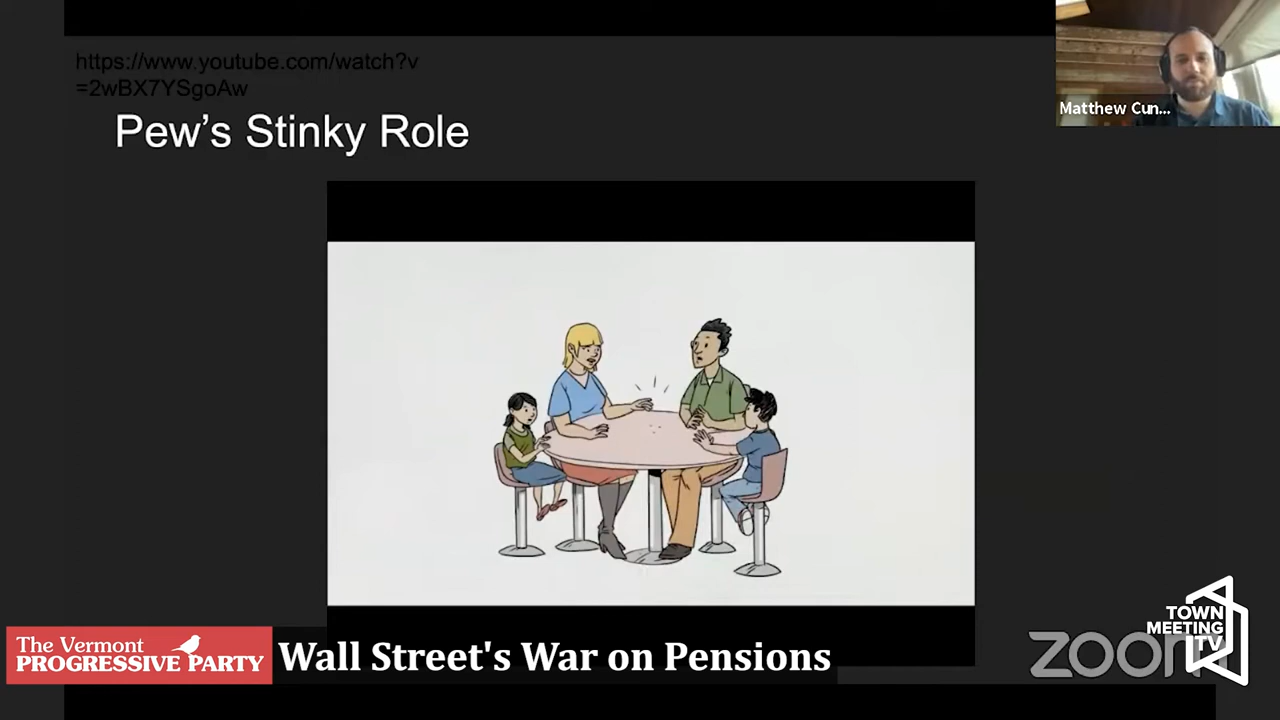 https://www.youtube.com/watch?v
=2wBX7YSgoAw
Pew's Stinky Role
Matthew Cun...
The Vermont
PROGRESSIVE PARTY
Wall Street's War on Pensions
TOWN
MEETING
TV
zoom